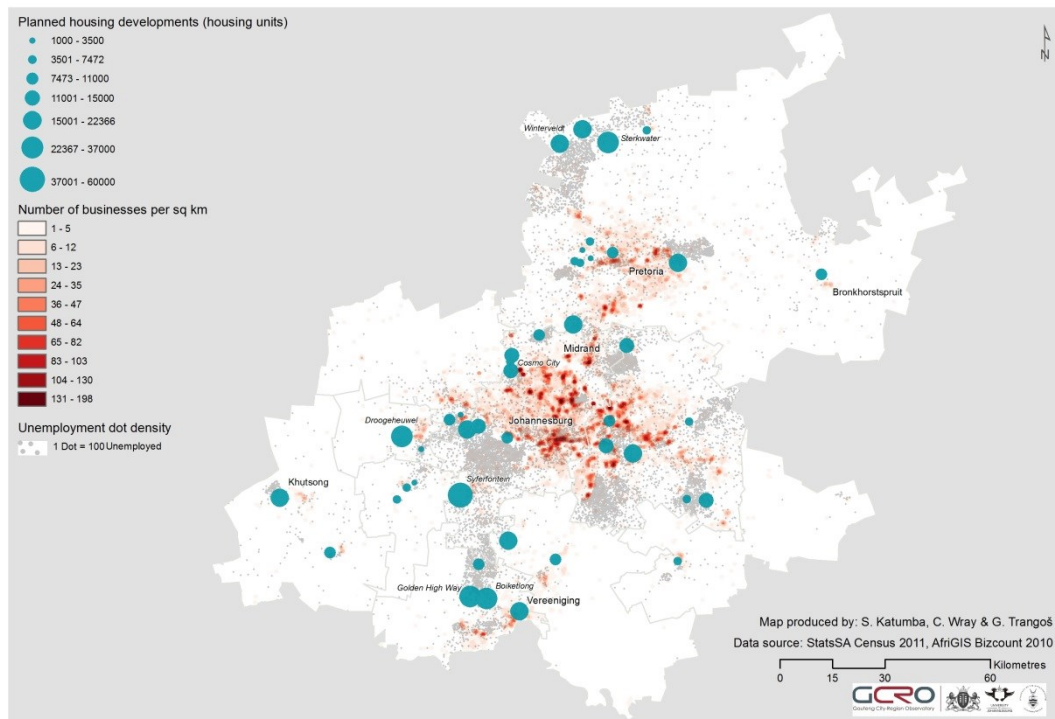 Planned housing developments (housing units)
1000 - 3500
3501 - 7472
7473 - 11000
11001 - 15000
15001 - 22366
22367 - 37000
37001 - 60000
Number of businesses per sq km
1 - 5
6 - 12
13 - 23
24 - 35
36 - 47
48 - 64
65 - 82
83 - 103
104 - 130
131 - 198
Unemployment dot density
1 Dot = 100 Unemployed
N
Winterveldt
Sterkwater
Pretoria
Bronkhorstspruit
Midrand
Cosmo City
Droogeheuwel
Johannesburg
Khutsong
Syferfontein
Golden High Way
Boiketlong
Vereeniging
Map produced by: S. Katumba, C. Wray & G. Trangoš
Data source: StatsSA Census 2011, AfriGIS Bizcount 2010
Kilometres
0 15 30 60
GCRO
Gauteng City-Region Observatory